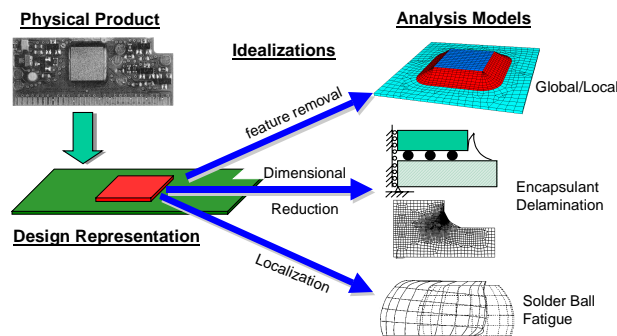 Physical Product
Analysis Models
Idealizations
Global/Local
feature removal
Dimensional
Reduction
Encapsulant
Delamination
Design Representation
Localization
Solder Ball
Fatigue